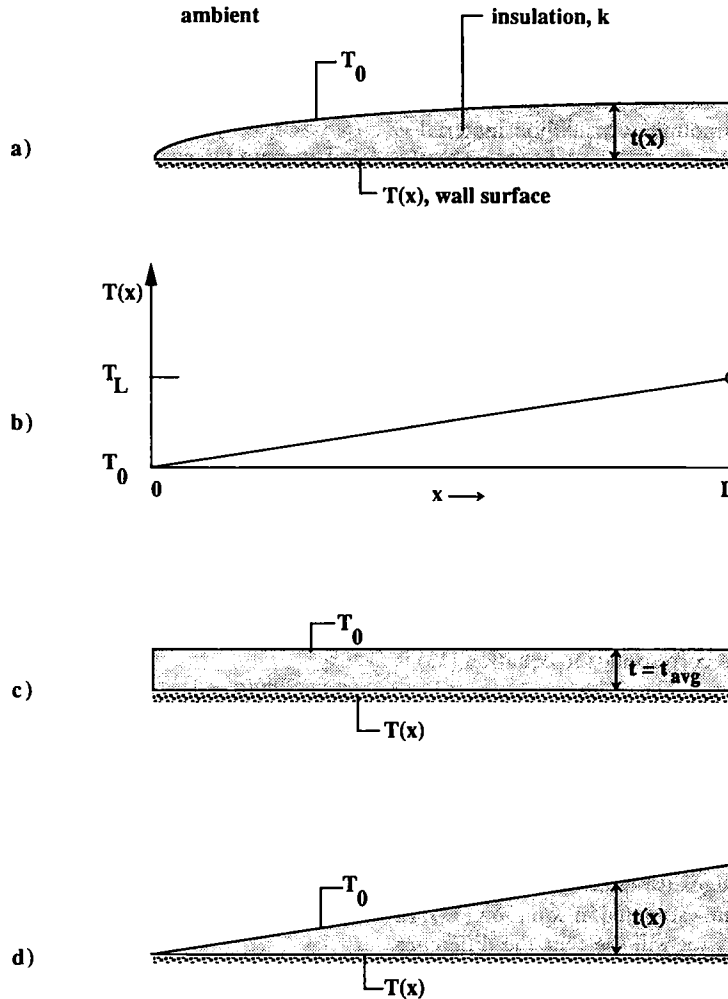 ambient
insulation, k
T0
a)
t(x)
T(x), wall surface
T(x)
TL
b)
T0
0
x →
T0
t = tavg
c)
T(x)
T0
t(x)
d)
T(x)